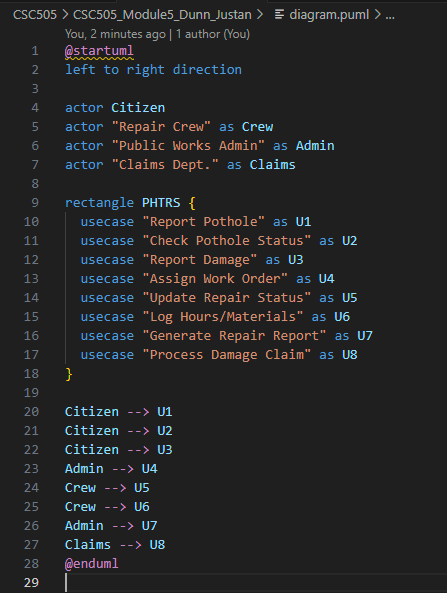 CSC505 > CSC505_Module5_Dunn_Justan > diagram.puml > ...
You, 2 minutes ago | 1 author (You)
1 @startuml
2 left to right direction
3
4 actor Citizen
5 actor "Repair Crew" as Crew
6 actor "Public Works Admin" as Admin
7 actor "Claims Dept." as Claims
8
9 rectangle PHTRS {
10 usecase "Report Pothole" as U1
11 usecase "Check Pothole Status" as U2
12 usecase "Report Damage" as U3
13 usecase "Assign Work Order" as U4
14 usecase "Update Repair Status" as U5
15 usecase "Log Hours/Materials" as U6
16 usecase "Generate Repair Report" as U7
17 usecase "Process Damage Claim" as U8
18 }
19
20 Citizen --> U1
21 Citizen --> U2
22 Citizen --> U3
23 Admin --> U4
24 Crew --> U5
25 Crew --> U6
26 Admin --> U7
27 Claims --> U8
28 @enduml
29